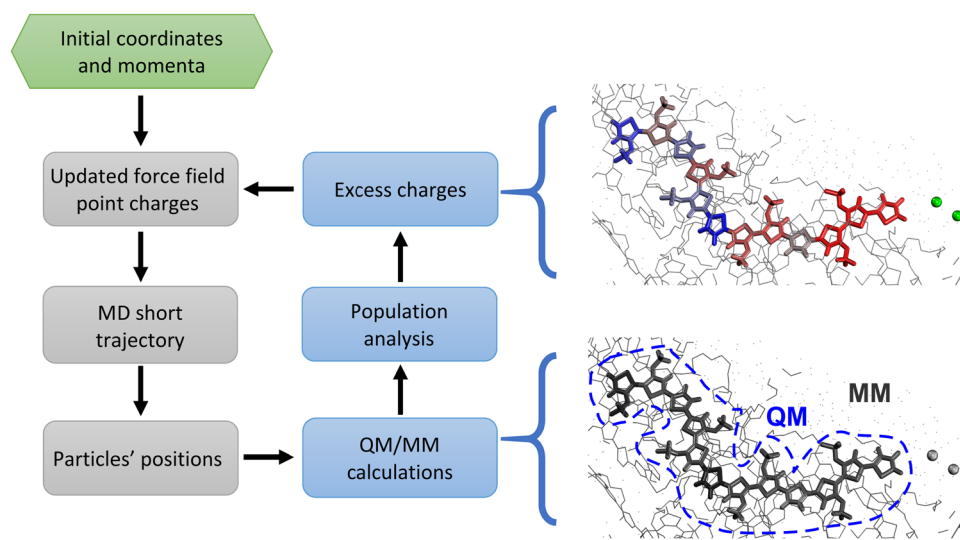 Initial coordinates
and momenta
Updated force field
point charges
Excess charges
MD short
trajectory
Population
analysis
Particles' positions
QM/MM
calculations
QM
MM